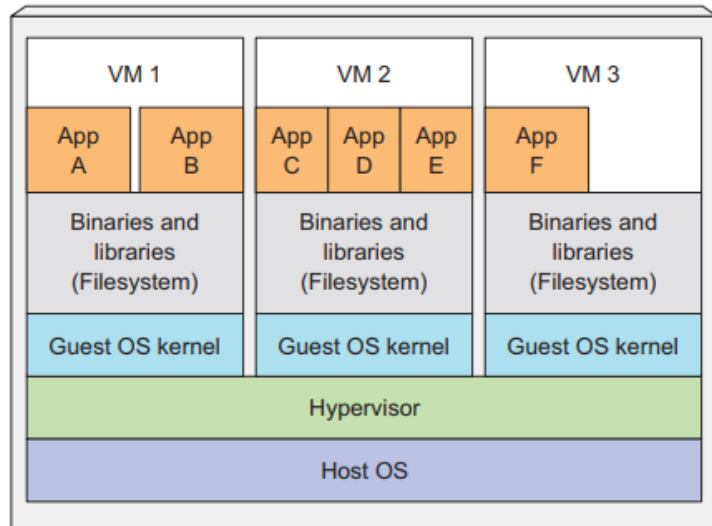 VM 1
VM 2
VM 3
App
A
App
B
App
C
App
D
App
E
App
F
Binaries and
libraries
(Filesystem)
Binaries and
libraries
(Filesystem)
Binaries and
libraries
(Filesystem)
Guest OS kernel
Guest OS kernel
Guest OS kernel
Hypervisor
Host OS